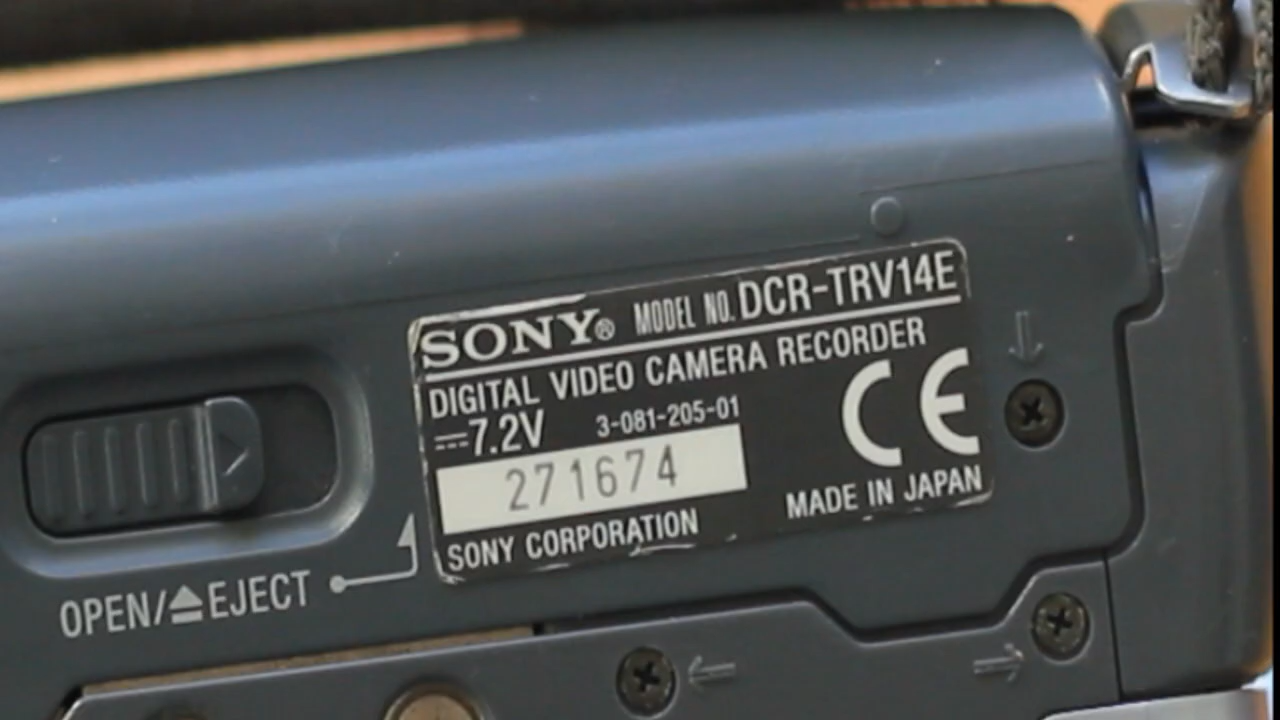 SONY® MODEL NO. DCR-TRV14E
DIGITAL VIDEO CAMERA RECORDER
⎓7.2V 3-081-205-01
CE
271674
MADE IN JAPAN
SONY CORPORATION
OPEN/⏏EJECT